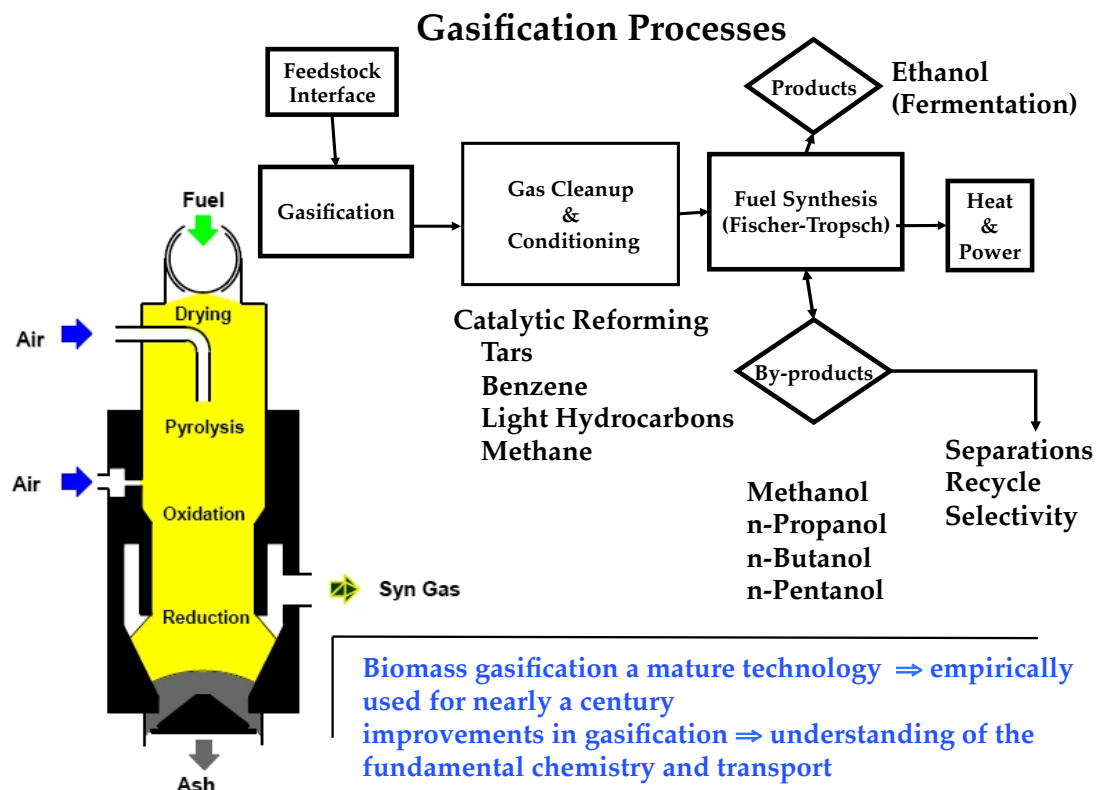 Gasification Processes
Feedstock
Interface
Products
Ethanol
(Fermentation)
Gasification
Gas Cleanup
&
Conditioning
Fuel Synthesis
(Fischer-Tropsch)
Heat
&
Power
Fuel
Drying
Air
Pyrolysis
Air
Oxidation
Syn Gas
Reduction
Ash
Catalytic Reforming
Tars
Benzene
Light Hydrocarbons
Methane
By-products
Separations
Recycle
Selectivity
Methanol
n-Propanol
n-Butanol
n-Pentanol
Biomass gasification a mature technology ⇒ empirically
used for nearly a century
improvements in gasification ⇒ understanding of the
fundamental chemistry and transport